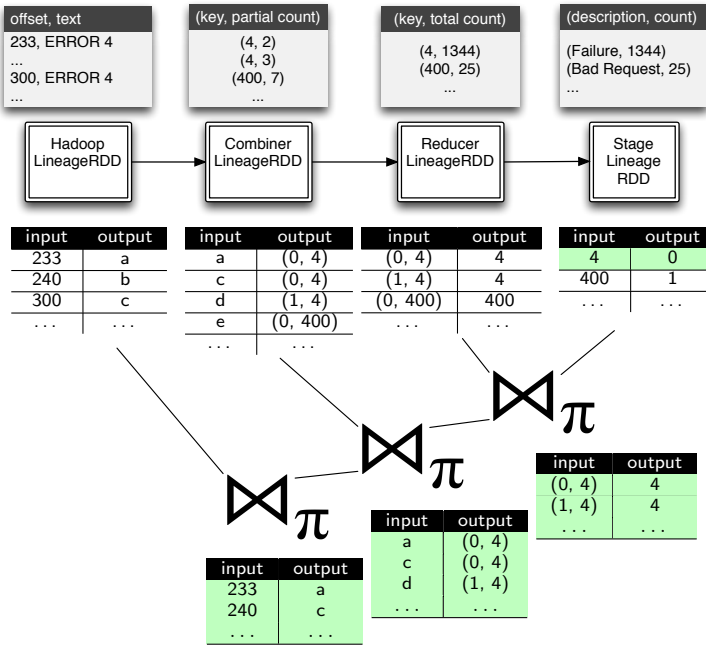 offset, text
233, ERROR 4
...
300, ERROR 4
...
(key, partial count)
(4, 2)
(4, 3)
(400, 7)
...
(key, total count)
(4, 1344)
(400, 25)
...
(description, count)
(Failure, 1344)
(Bad Request, 25)
...
Hadoop
LineageRDD
Combiner
LineageRDD
Reducer
LineageRDD
Stage
Lineage
RDD
input output
233 a
240 b
300 c
. . . . . .
input output
a (0, 4)
c (0, 4)
d (1, 4)
e (0, 400)
. . . . . .
input output
(0, 4) 4
(1, 4) 4
(0, 400) 400
. . . . . .
input output
4 0
400 1
. . . . . .
⋈ π
⋈ π
⋈ π
input output
(0, 4) 4
(1, 4) 4
. . . . . .
input output
a (0, 4)
c (0, 4)
d (1, 4)
. . . . . .
input output
233 a
240 c
. . . . . .